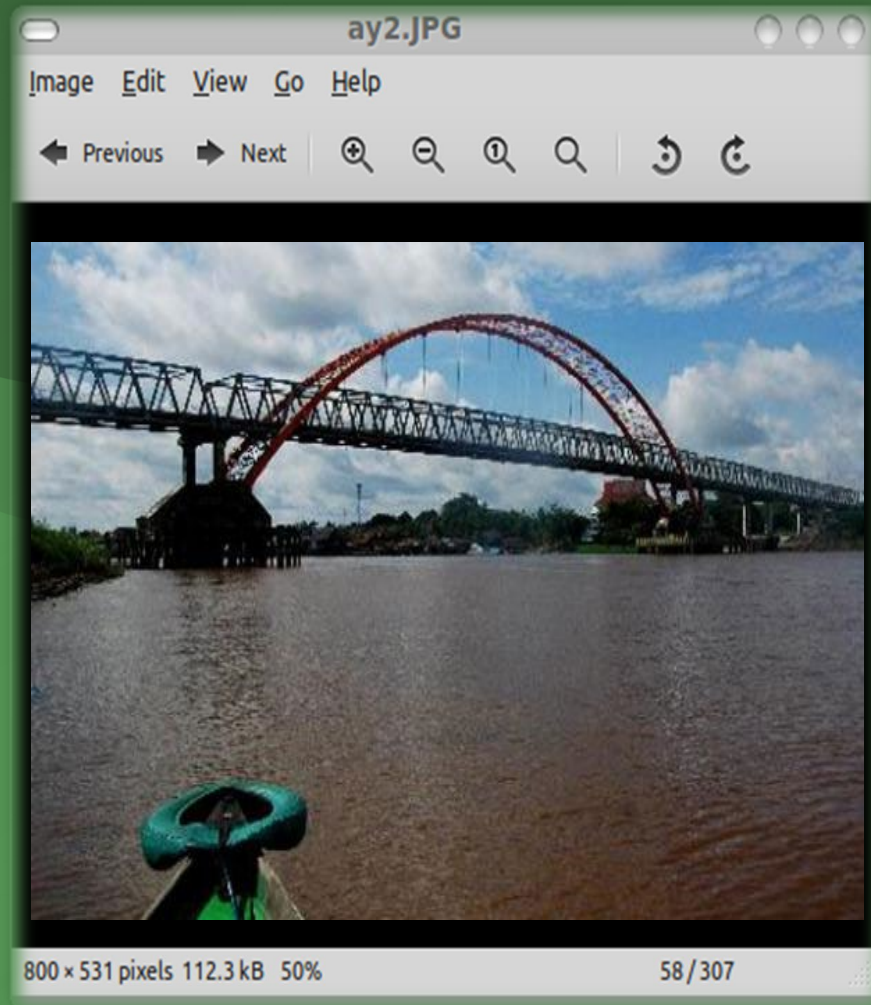 ay2.JPG
Image Edit View Go Help
Previous Next
800 × 531 pixels 112.3 kB 50% 58 / 307